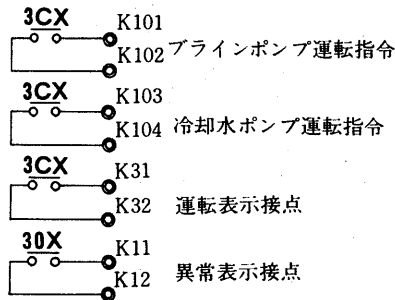 3CX
K101
K102 ブラインポンプ運転指令
3CX
K103
K104 冷却水ポンプ運転指令
3CX
K31
K32 運転表示接点
30X
K11
K12 異常表示接点